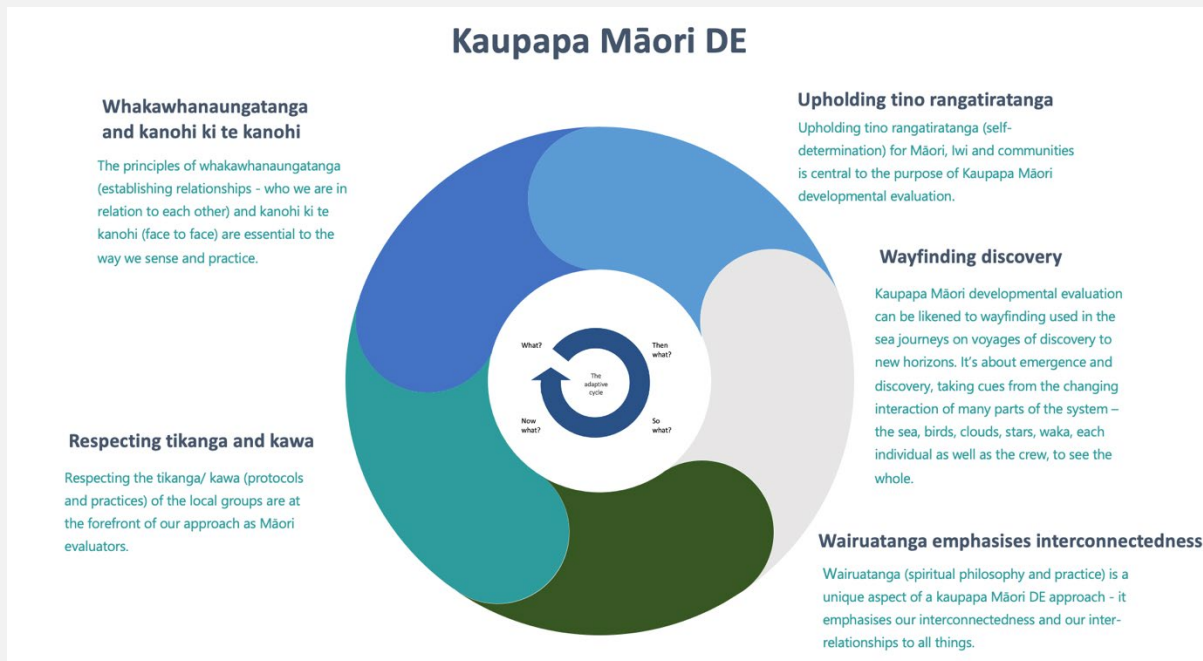 Kaupapa Māori DE
Whakawhanaungatanga
and kanohi ki te kanohi
The principles of whakawhanaungatanga
(establishing relationships - who we are in
relation to each other) and kanohi ki te
kanohi (face to face) are essential to the
way we sense and practice.
Upholding tino rangatiratanga
Upholding tino rangatiratanga (self-
determination) for Māori, Iwi and communities
is central to the purpose of Kaupapa Māori
developmental evaluation.
Wayfinding discovery
Kaupapa Māori developmental evaluation
can be likened to wayfinding used in the
sea journeys on voyages of discovery to
new horizons. It's about emergence and
discovery, taking cues from the changing
interaction of many parts of the system –
the sea, birds, clouds, stars, waka, each
individual as well as the crew, to see the
whole.
What?
Then
what?
The
adaptive
cycle
Now
what?
So
what?
Respecting tikanga and kawa
Respecting the tikanga/ kawa (protocols
and practices) of the local groups are at
the forefront of our approach as Māori
evaluators.
Wairuatanga emphasises interconnectedness
Wairuatanga (spiritual philosophy and practice) is a
unique aspect of a kaupapa Māori DE approach - it
emphasises our interconnectedness and our inter-
relationships to all things.